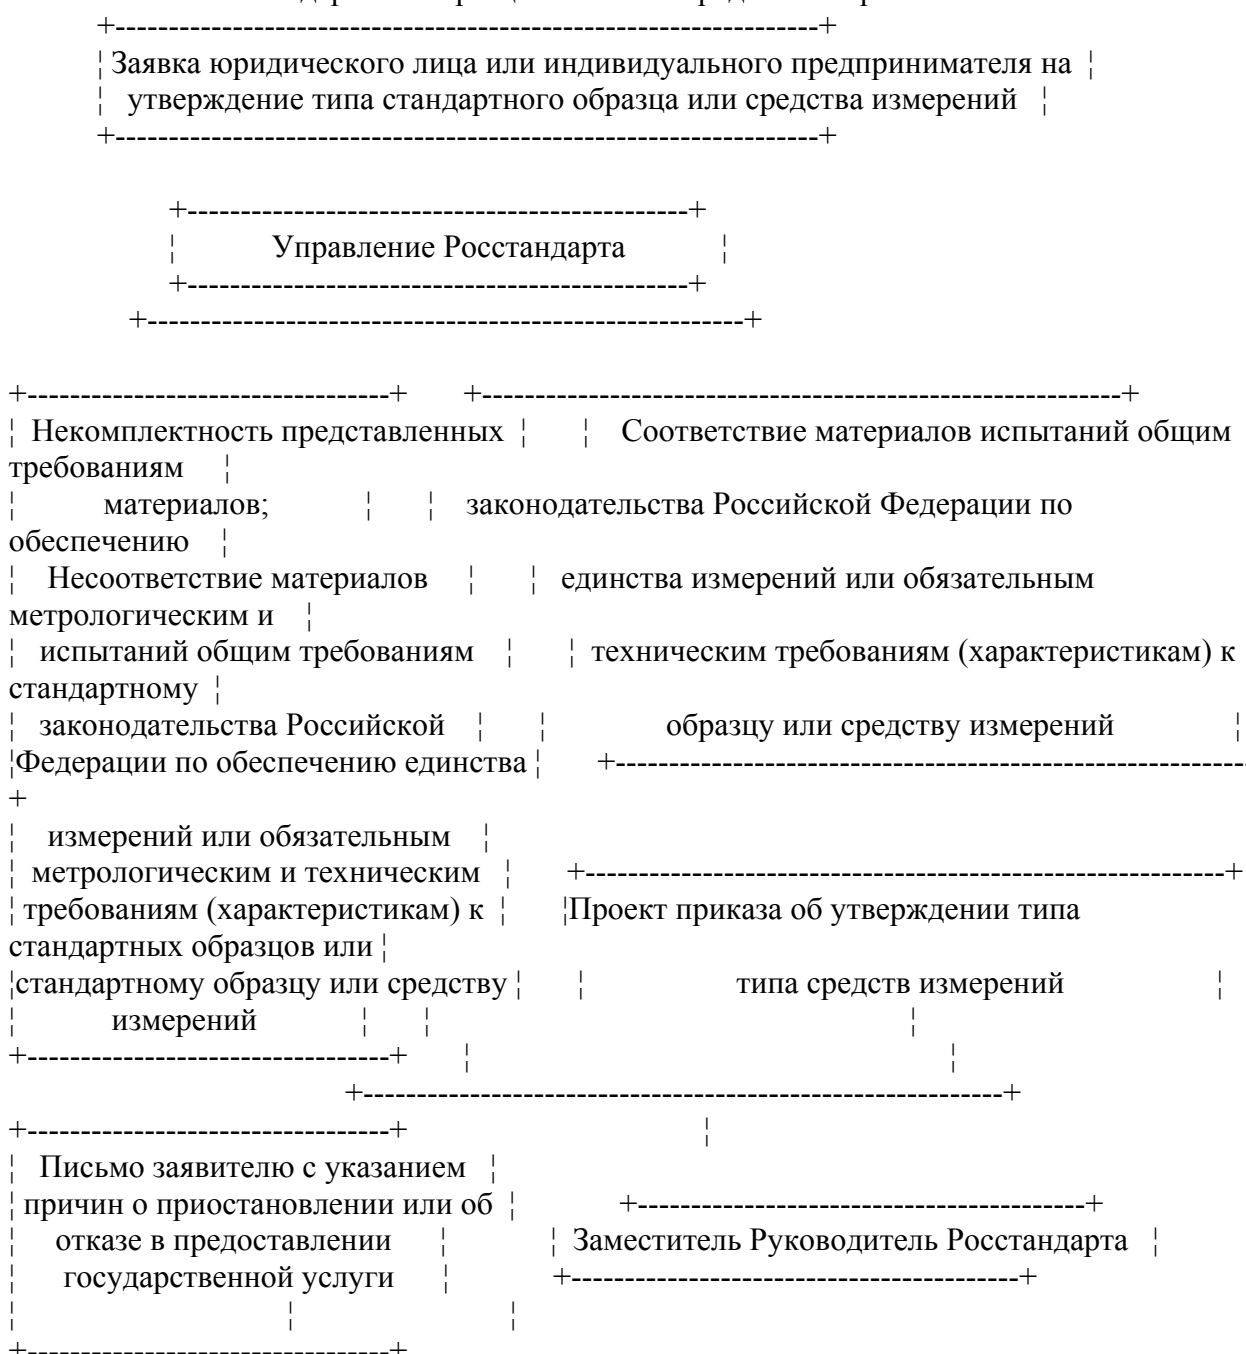 +------------------------------------------------------------------+
¦Заявка юридического лица или индивидуального предпринимателя на ¦
¦ утверждение типа стандартного образца или средства измерений ¦
+------------------------------------------------------------------+
+-----------------------------------------------+
¦ Управление Росстандарта ¦
+-----------------------------------------------+
+--------------------------------------------------------+
+----------------------------------+ +------------------------------------------------------------+
¦ Некомплектность представленных ¦ ¦ Соответствие материалов испытаний общим
требованиям ¦
¦ материалов; ¦ ¦ законодательства Российской Федерации по
обеспечению ¦
¦ Несоответствие материалов ¦ ¦ единства измерений или обязательным
метрологическим и ¦
¦ испытаний общим требованиям ¦ ¦ техническим требованиям (характеристикам) к
стандартному ¦
¦ законодательства Российской ¦ ¦ образцу или средству измерений ¦
¦Федерации по обеспечению единства¦ +------------------------------------------------------------
+
¦ измерений или обязательным ¦
¦ метрологическим и техническим ¦ +------------------------------------------------------------+
¦ требованиям (характеристикам) к ¦ ¦Проект приказа об утверждении типа
стандартных образцов или¦
¦стандартному образцу или средству¦ ¦ типа средств измерений ¦
¦ измерений ¦ ¦ ¦
+----------------------------------+ ¦ ¦
+------------------------------------------------------------+
+----------------------------------+ ¦
¦ Письмо заявителю с указанием ¦
¦ причин о приостановлении или об ¦ +------------------------------------------+
¦ отказе в предоставлении ¦ ¦ Заместитель Руководитель Росстандарта ¦
¦ государственной услуги ¦ +------------------------------------------+
¦ ¦ ¦
+----------------------------------+